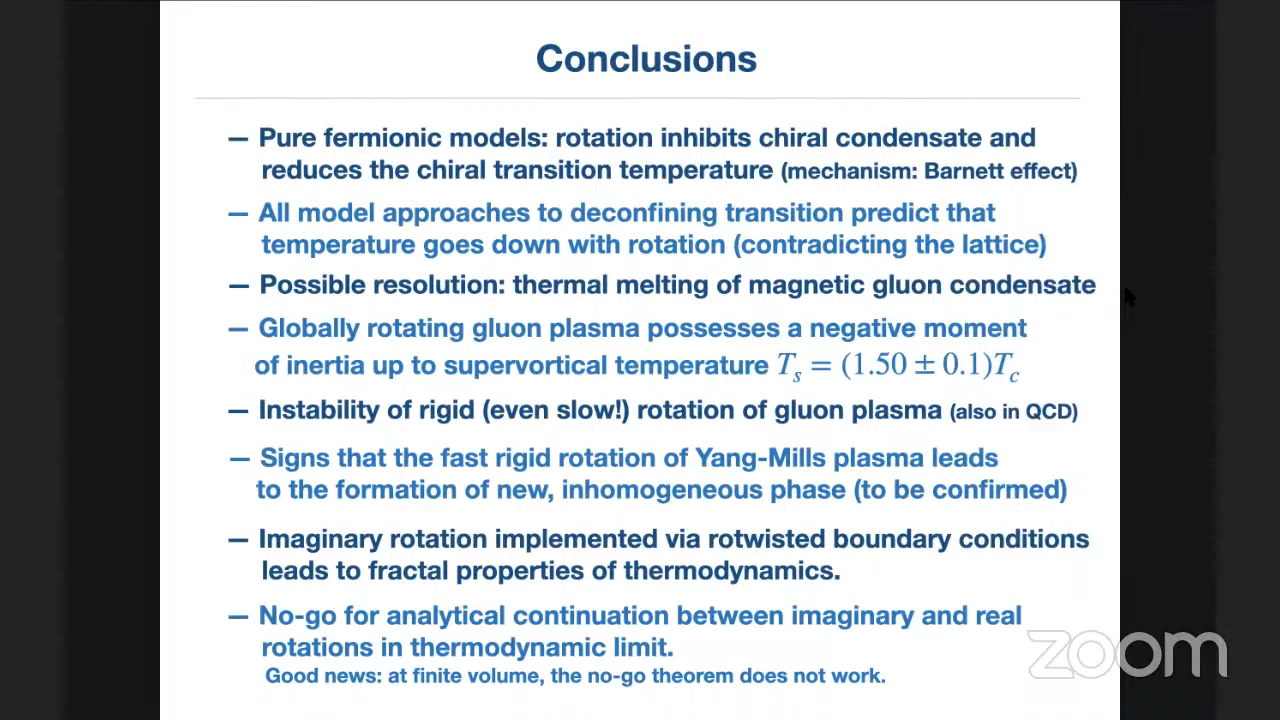 Conclusions
— Pure fermionic models: rotation inhibits chiral condensate and
reduces the chiral transition temperature (mechanism: Barnett effect)
— All model approaches to deconfining transition predict that
temperature goes down with rotation (contradicting the lattice)
— Possible resolution: thermal melting of magnetic gluon condensate
— Globally rotating gluon plasma possesses a negative moment
of inertia up to supervortical temperature T_s = (1.50 ± 0.1)T_c
— Instability of rigid (even slow!) rotation of gluon plasma (also in QCD)
— Signs that the fast rigid rotation of Yang-Mills plasma leads
to the formation of new, inhomogeneous phase (to be confirmed)
— Imaginary rotation implemented via rotwisted boundary conditions
leads to fractal properties of thermodynamics.
— No-go for analytical continuation between imaginary and real
rotations in thermodynamic limit.
Good news: at finite volume, the no-go theorem does not work.
zoom